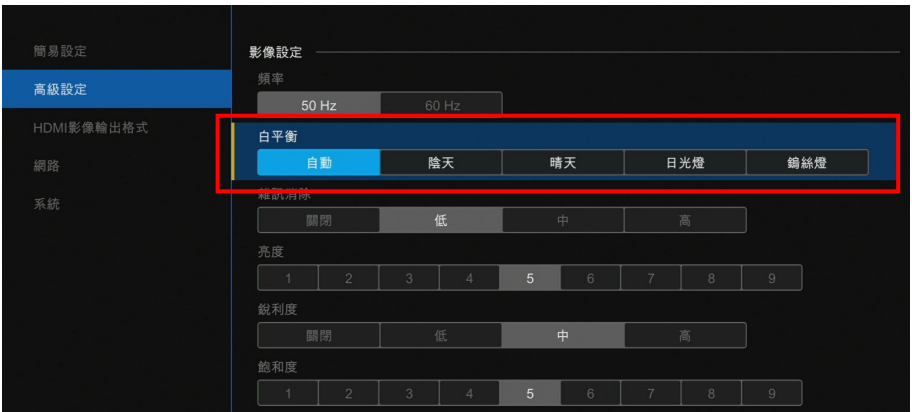 簡易設定
高級設定
HDMI影像輸出格式
網路
系統
影像設定
頻率
50 Hz 60 Hz
白平衡
自動 陰天 晴天 日光燈 鎢絲燈
雜訊消除
關閉 低 中 高
亮度
1 2 3 4 5 6 7 8 9
銳利度
關閉 低 中 高
飽和度
1 2 3 4 5 6 7 8 9